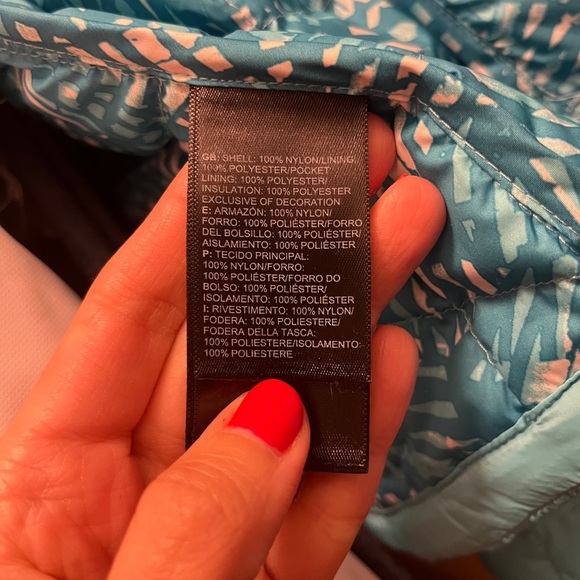 GB: SHELL: 100% NYLON/LINING:
100% POLYESTER/POCKET
LINING: 100% POLYESTER/
INSULATION: 100% POLYESTER
EXCLUSIVE OF DECORATION
E: ARMAZÓN: 100% NYLON/
FORRO: 100% POLIÉSTER/FORRO
DEL BOLSILLO: 100% POLIÉSTER/
AISLAMIENTO: 100% POLIÉSTER
P: TECIDO PRINCIPAL:
100% NYLON/FORRO:
100% POLIÉSTER/FORRO DO
BOLSO: 100% POLIÉSTER/
ISOLAMENTO: 100% POLIÉSTER
I: RIVESTIMENTO: 100% NYLON/
FODERA: 100% POLIESTERE/
FODERA DELLA TASCA:
100% POLIESTERE/ISOLAMENTO:
100% POLIESTERE